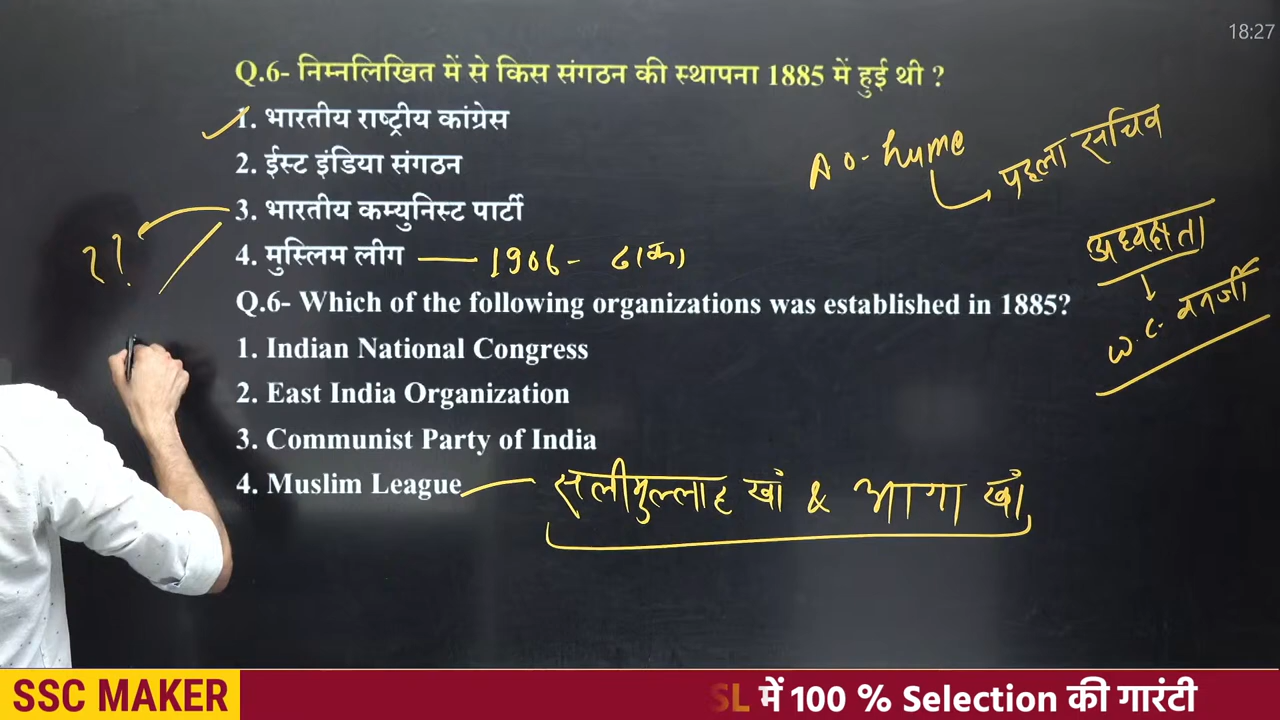 18:27
Q.6- निम्नलिखित में से किस संगठन की स्थापना 1885 में हुई थी ?
1. भारतीय राष्ट्रीय कांग्रेस
2. ईस्ट इंडिया संगठन
3. भारतीय कम्युनिस्ट पार्टी
??
4. मुस्लिम लीग — 1906 - ढाका
A O- hume
पहला सचिव
अध्यक्षता
W.C. बनर्जी
Q.6- Which of the following organizations was established in 1885?
1. Indian National Congress
2. East India Organization
3. Communist Party of India
4. Muslim League — सलीमुल्लाह खाँ & आगा खाँ
SSC MAKER
SL में 100 % Selection की गारंटी